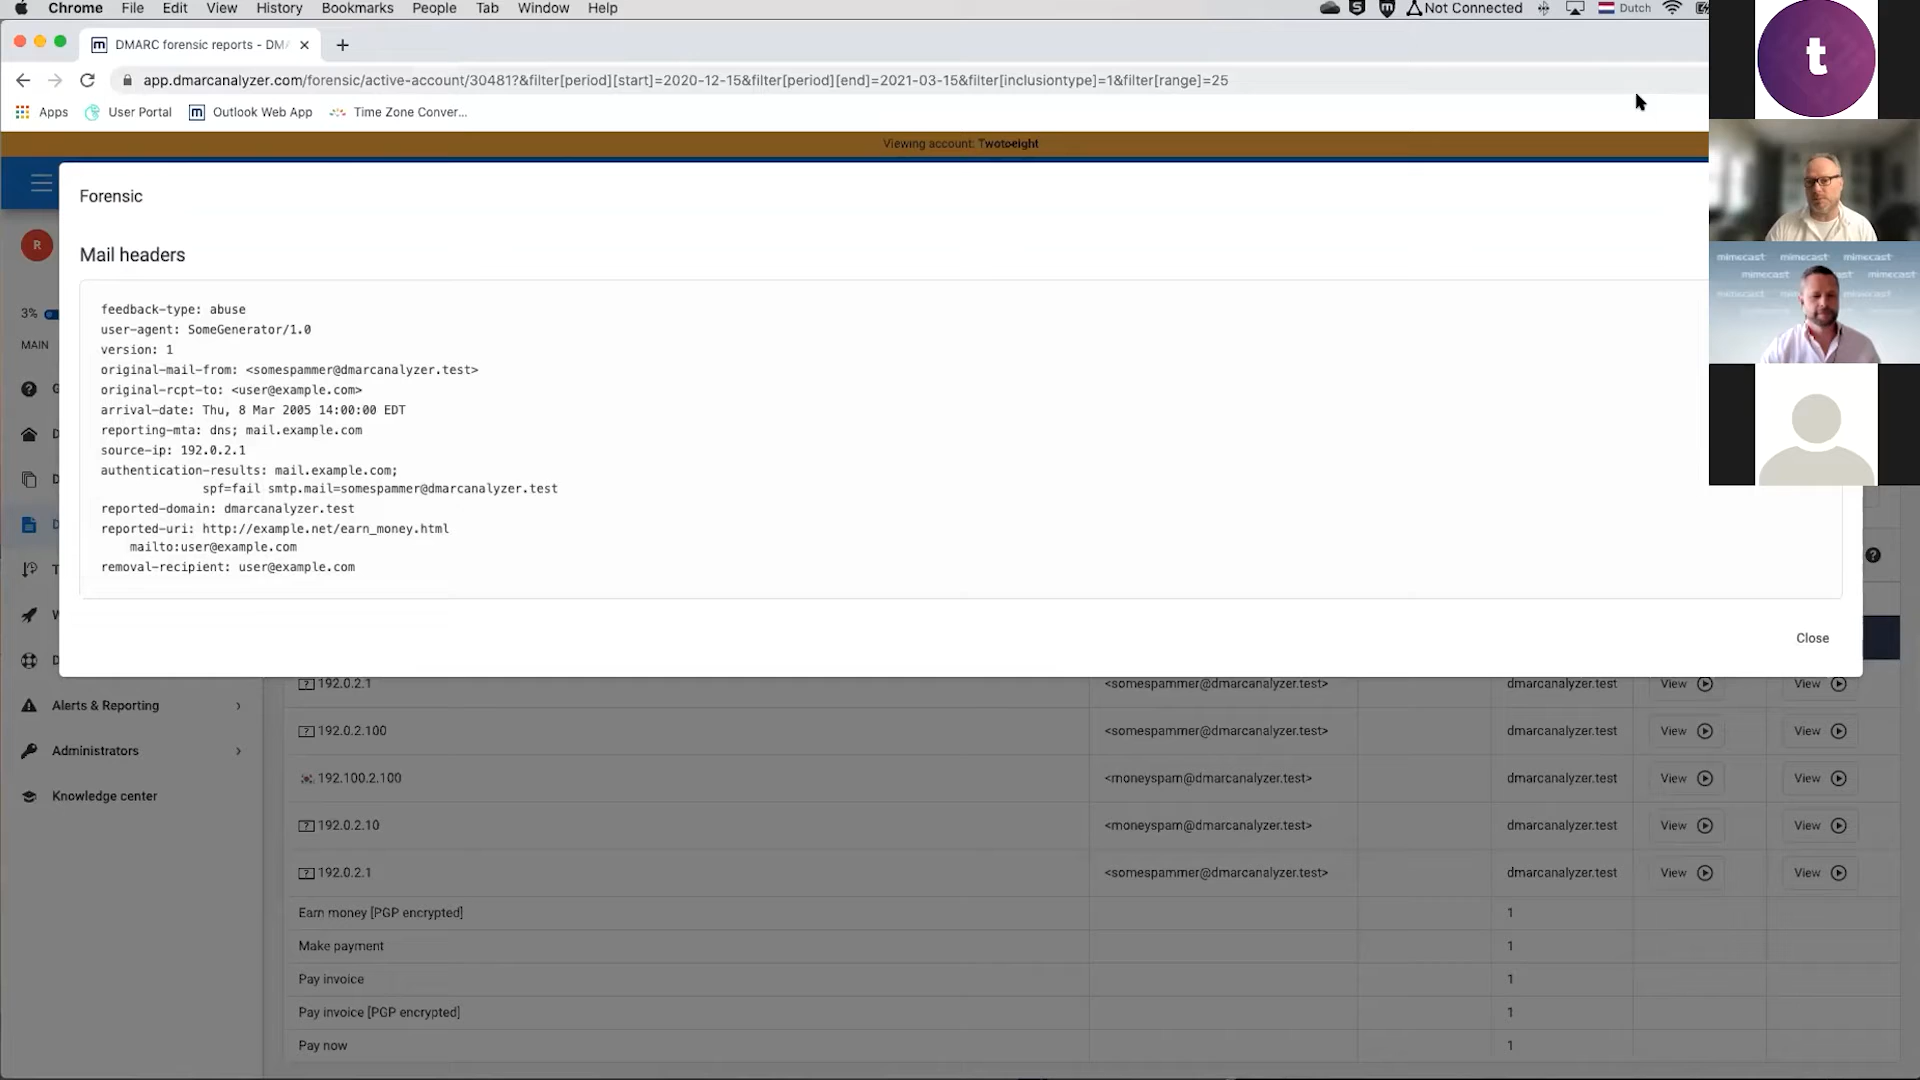 Chrome File Edit View History Bookmarks People Tab Window Help Not Connected Dutch
DMARC forensic reports - DMA
app.dmarcanalyzer.com/forensic/active-account/30481?&filter[period][start]=2020-12-15&filter[period][end]=2021-03-15&filter[inclusiontype]=1&filter[range]=25
Apps User Portal Outlook Web App Time Zone Conver...
Viewing account: Twotoeight
Forensic
Mail headers
feedback-type: abuse
user-agent: SomeGenerator/1.0
version: 1
original-mail-from: <somespammer@dmarcanalyzer.test>
original-rcpt-to: <user@example.com>
arrival-date: Thu, 8 Mar 2005 14:00:00 EDT
reporting-mta: dns; mail.example.com
source-ip: 192.0.2.1
authentication-results: mail.example.com;
spf=fail smtp.mail=somespammer@dmarcanalyzer.test
reported-domain: dmarcanalyzer.test
reported-uri: http://example.net/earn_money.html
mailto:user@example.com
removal-recipient: user@example.com
Close
R
3%
MAIN
Alerts & Reporting
Administrators
Knowledge center
192.0.2.1 <somespammer@dmarcanalyzer.test> dmarcanalyzer.test View View
192.0.2.100 <somespammer@dmarcanalyzer.test> dmarcanalyzer.test View View
192.100.2.100 <moneyspam@dmarcanalyzer.test> dmarcanalyzer.test View View
192.0.2.10 <moneyspam@dmarcanalyzer.test> dmarcanalyzer.test View View
192.0.2.1 <somespammer@dmarcanalyzer.test> dmarcanalyzer.test View View
Earn money [PGP encrypted] 1
Make payment 1
Pay invoice 1
Pay invoice [PGP encrypted] 1
Pay now 1
t
mimecast mimecast mimecast
mimecast mimecast